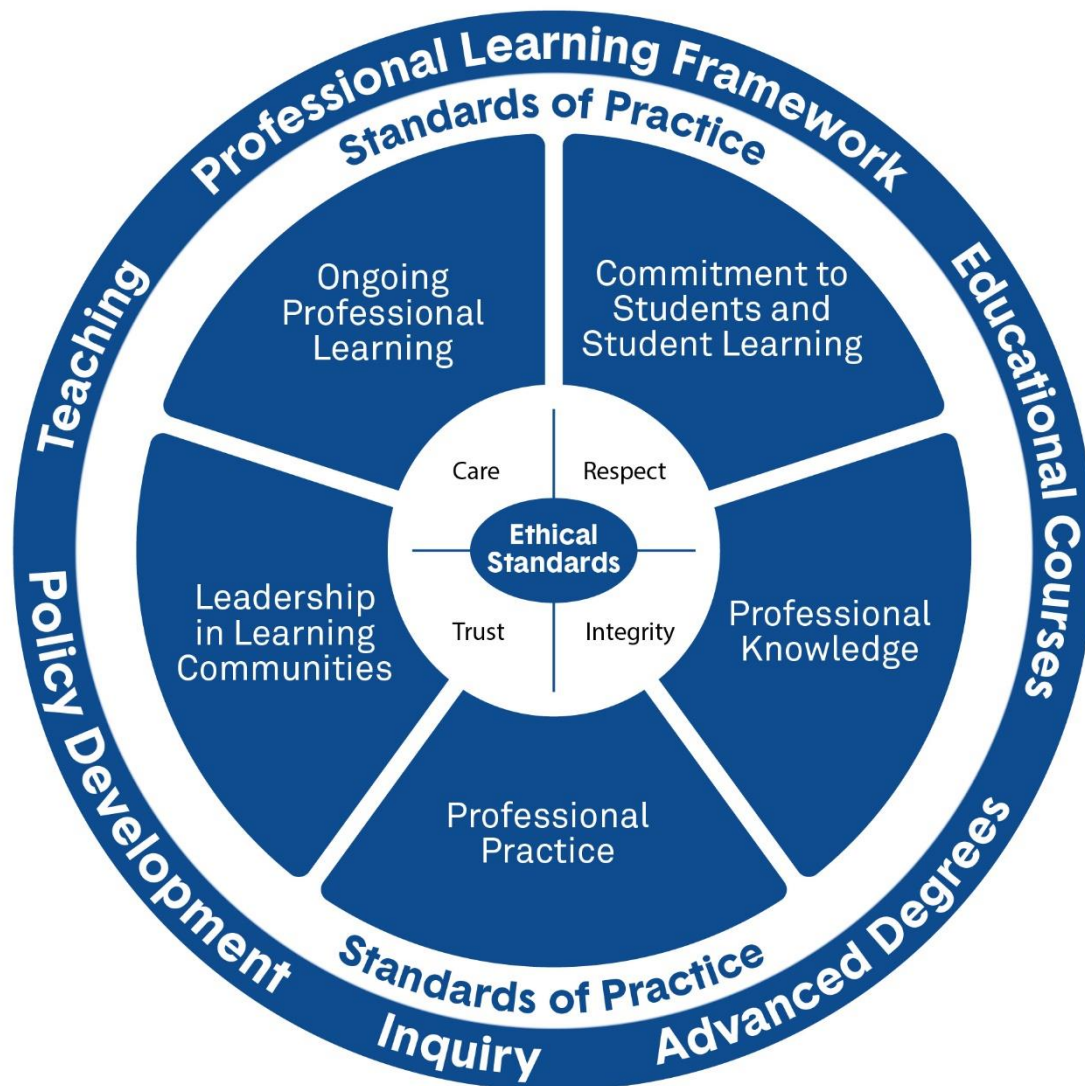 Professional Learning Framework
Educational Courses
Advanced Degrees
Inquiry
Policy Development
Teaching
Standards of Practice
Commitment to
Students and
Student Learning
Professional
Knowledge
Professional
Practice
Leadership
in Learning
Communities
Ongoing
Professional
Learning
Care
Respect
Ethical
Standards
Trust
Integrity
Standards of Practice